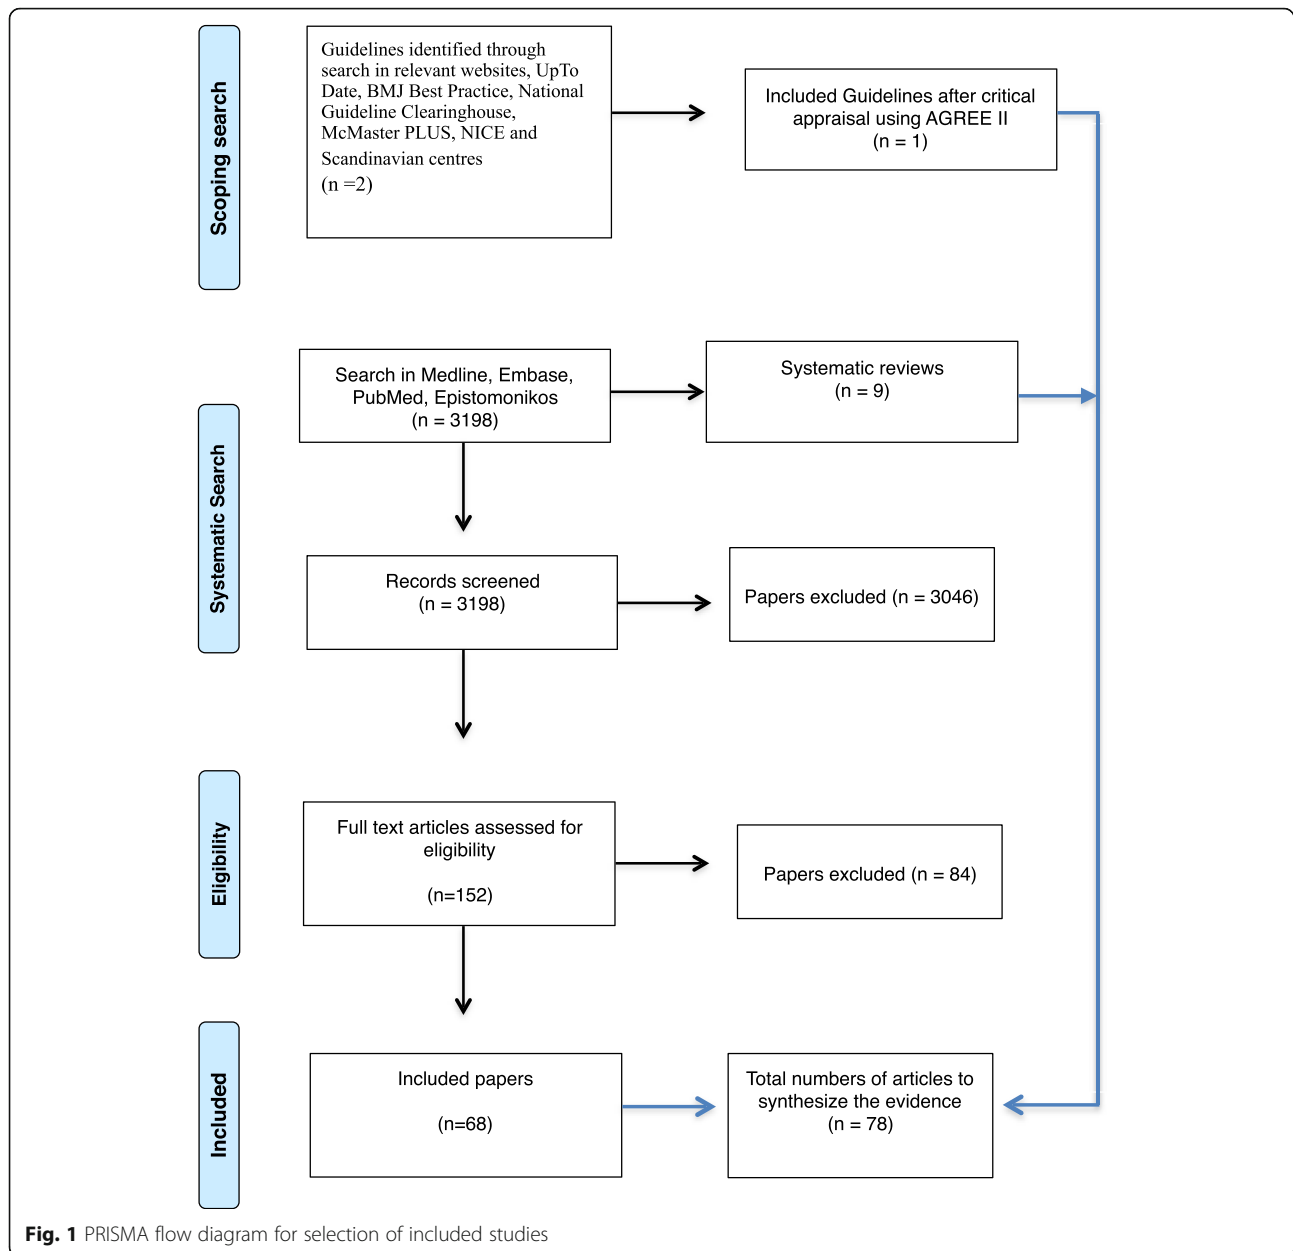 Scoping search
Guidelines identified through
search in relevant websites, UpTo
Date, BMJ Best Practice, National
Guideline Clearinghouse,
McMaster PLUS, NICE and
Scandinavian centres
(n =2)
Included Guidelines after critical
appraisal using AGREE II
(n = 1)
Systematic Search
Search in Medline, Embase,
PubMed, Epistomonikos
(n = 3198)
Systematic reviews
(n = 9)
Records screened
(n = 3198)
Papers excluded (n = 3046)
Eligibility
Full text articles assessed for
eligibility
(n=152)
Papers excluded (n = 84)
Included
Included papers
(n=68)
Total numbers of articles to
synthesize the evidence
(n = 78)
Fig. 1 PRISMA flow diagram for selection of included studies